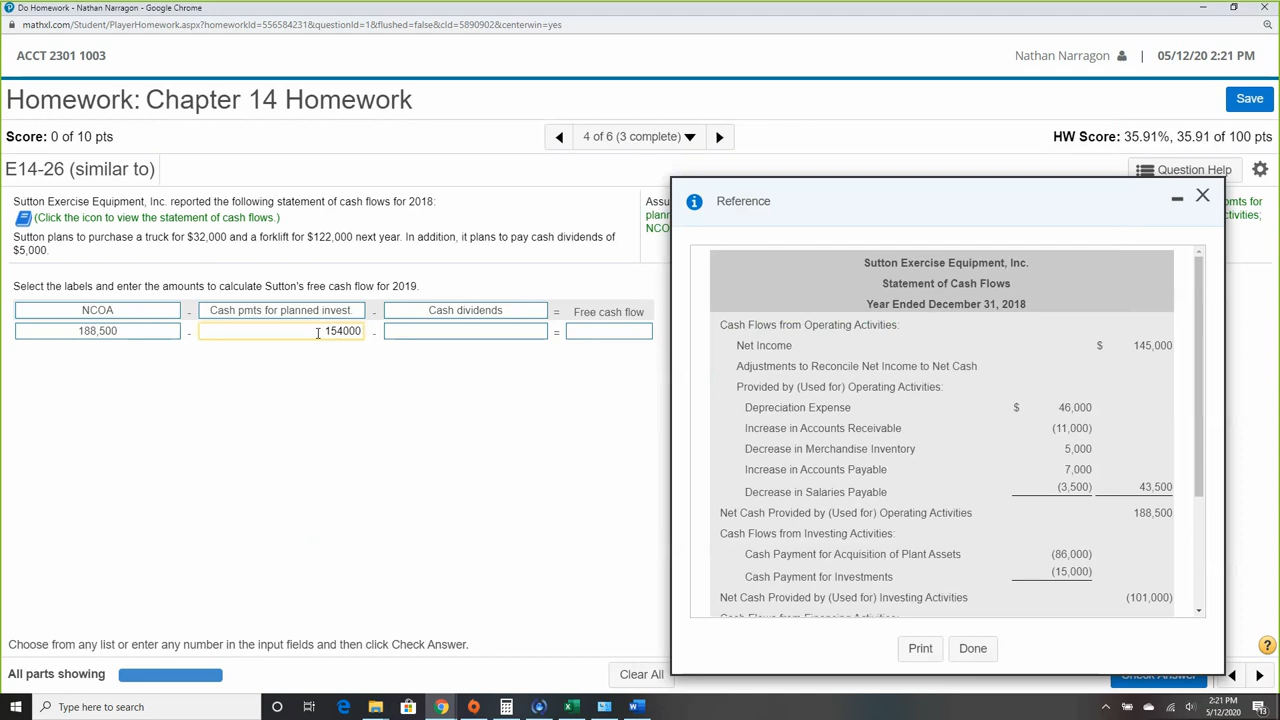 Do Homework - Nathan Narragon - Google Chrome
mathxl.com/Student/PlayerHomework.aspx?homeworkId=556584231&questionId=1&flushed=false&cId=5890902&centerwin=yes
ACCT 2301 1003
Nathan Narragon
05/12/20 2:21 PM
Homework: Chapter 14 Homework
Save
Score: 0 of 10 pts
4 of 6 (3 complete)
HW Score: 35.91%, 35.91 of 100 pts
E14-26 (similar to)
Question Help
Sutton Exercise Equipment, Inc. reported the following statement of cash flows for 2018:
(Click the icon to view the statement of cash flows.)
Sutton plans to purchase a truck for $32,000 and a forklift for $122,000 next year. In addition, it plans to pay cash dividends of
$5,000.
Select the labels and enter the amounts to calculate Sutton's free cash flow for 2019.
NCOA - Cash pmts for planned invest. - Cash dividends = Free cash flow
188,500 - 154000 - =
Reference
Sutton Exercise Equipment, Inc.
Statement of Cash Flows
Year Ended December 31, 2018
Cash Flows from Operating Activities:
Net Income $ 145,000
Adjustments to Reconcile Net Income to Net Cash
Provided by (Used for) Operating Activities:
Depreciation Expense $ 46,000
Increase in Accounts Receivable (11,000)
Decrease in Merchandise Inventory 5,000
Increase in Accounts Payable 7,000
Decrease in Salaries Payable (3,500) 43,500
Net Cash Provided by (Used for) Operating Activities 188,500
Cash Flows from Investing Activities:
Cash Payment for Acquisition of Plant Assets (86,000)
Cash Payment for Investments (15,000)
Net Cash Provided by (Used for) Investing Activities (101,000)
Print
Done
Choose from any list or enter any number in the input fields and then click Check Answer.
All parts showing
Clear All
Check Answer
Type here to search
2:21 PM
5/12/2020